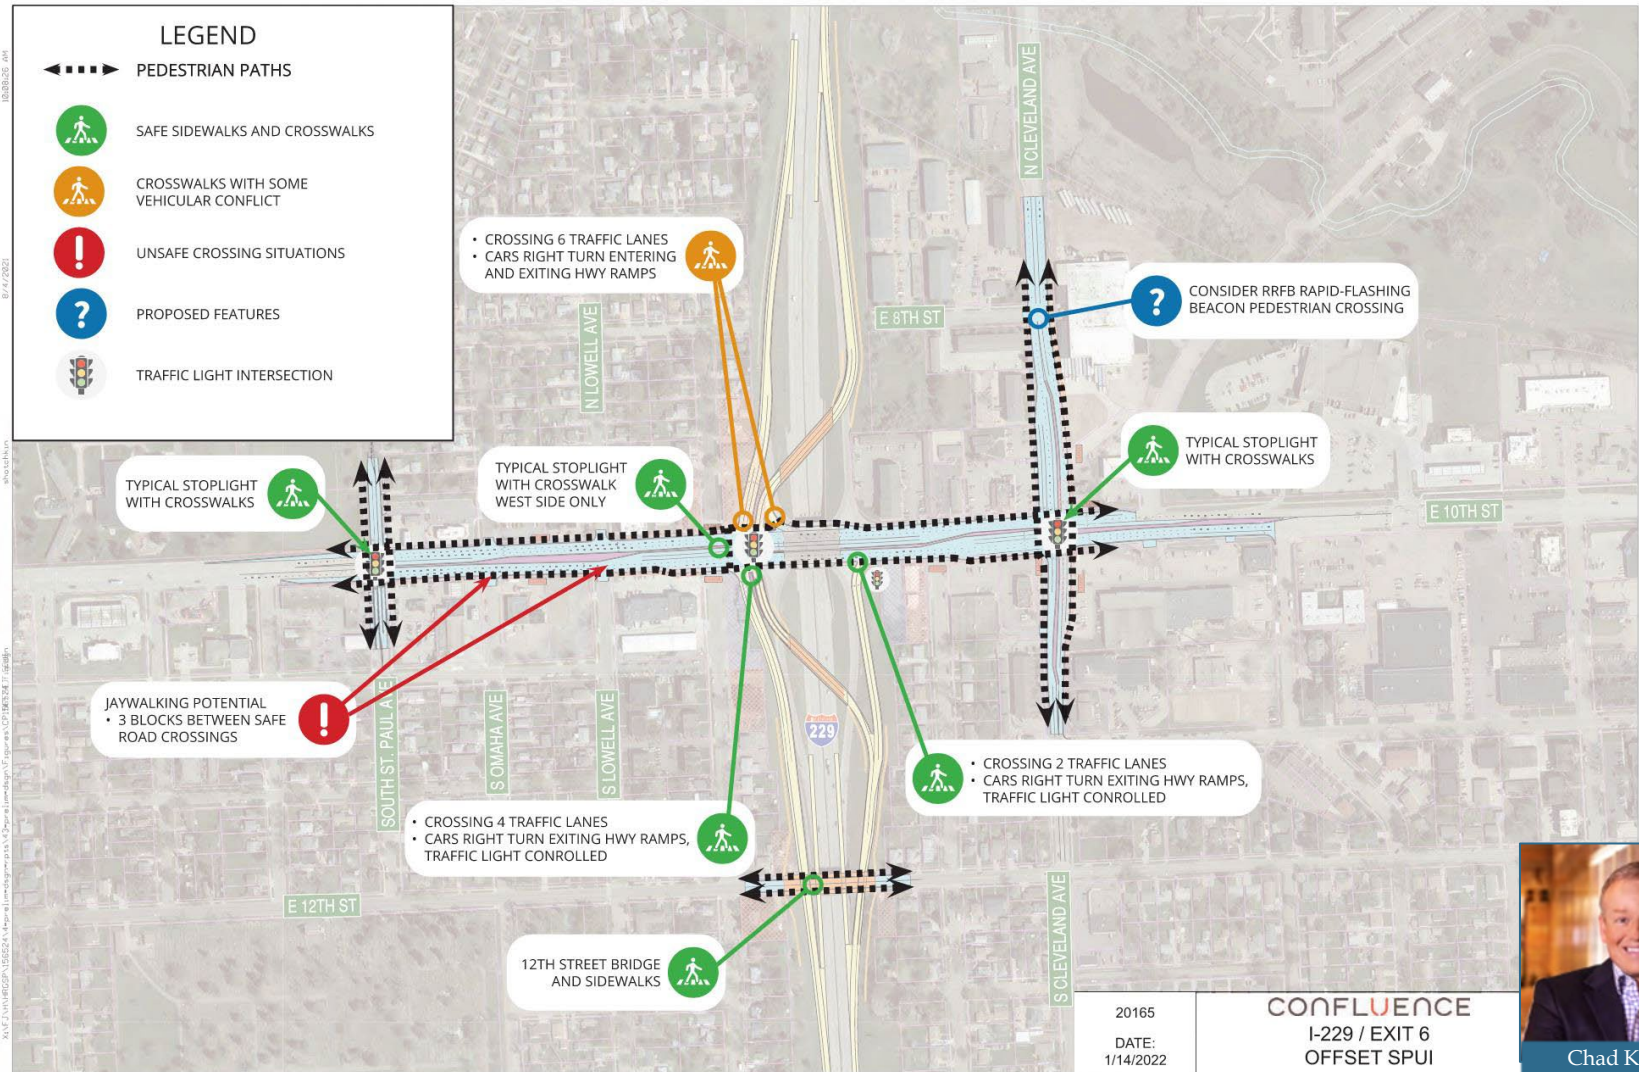 LEGEND
PEDESTRIAN PATHS
SAFE SIDEWALKS AND CROSSWALKS
CROSSWALKS WITH SOME
VEHICULAR CONFLICT
UNSAFE CROSSING SITUATIONS
PROPOSED FEATURES
TRAFFIC LIGHT INTERSECTION
• CROSSING 6 TRAFFIC LANES
• CARS RIGHT TURN ENTERING
AND EXITING HWY RAMPS
N CLEVELAND AVE
N LOWELL AVE
E 8TH ST
CONSIDER RRFB RAPID-FLASHING
BEACON PEDESTRIAN CROSSING
TYPICAL STOPLIGHT
WITH CROSSWALKS
TYPICAL STOPLIGHT
WITH CROSSWALK
WEST SIDE ONLY
TYPICAL STOPLIGHT
WITH CROSSWALKS
E 10TH ST
JAYWALKING POTENTIAL
• 3 BLOCKS BETWEEN SAFE
ROAD CROSSINGS
SOUTH ST. PAUL AVE
S OMAHA AVE
S LOWELL AVE
229
• CROSSING 2 TRAFFIC LANES
• CARS RIGHT TURN EXITING HWY RAMPS,
TRAFFIC LIGHT CONROLLED
• CROSSING 4 TRAFFIC LANES
• CARS RIGHT TURN EXITING HWY RAMPS,
TRAFFIC LIGHT CONROLLED
E 12TH ST
S CLEVELAND AVE
12TH STREET BRIDGE
AND SIDEWALKS
20165
DATE:
1/14/2022
CONFLUENCE
I-229 / EXIT 6
OFFSET SPUI
Chad K
8/4/2021